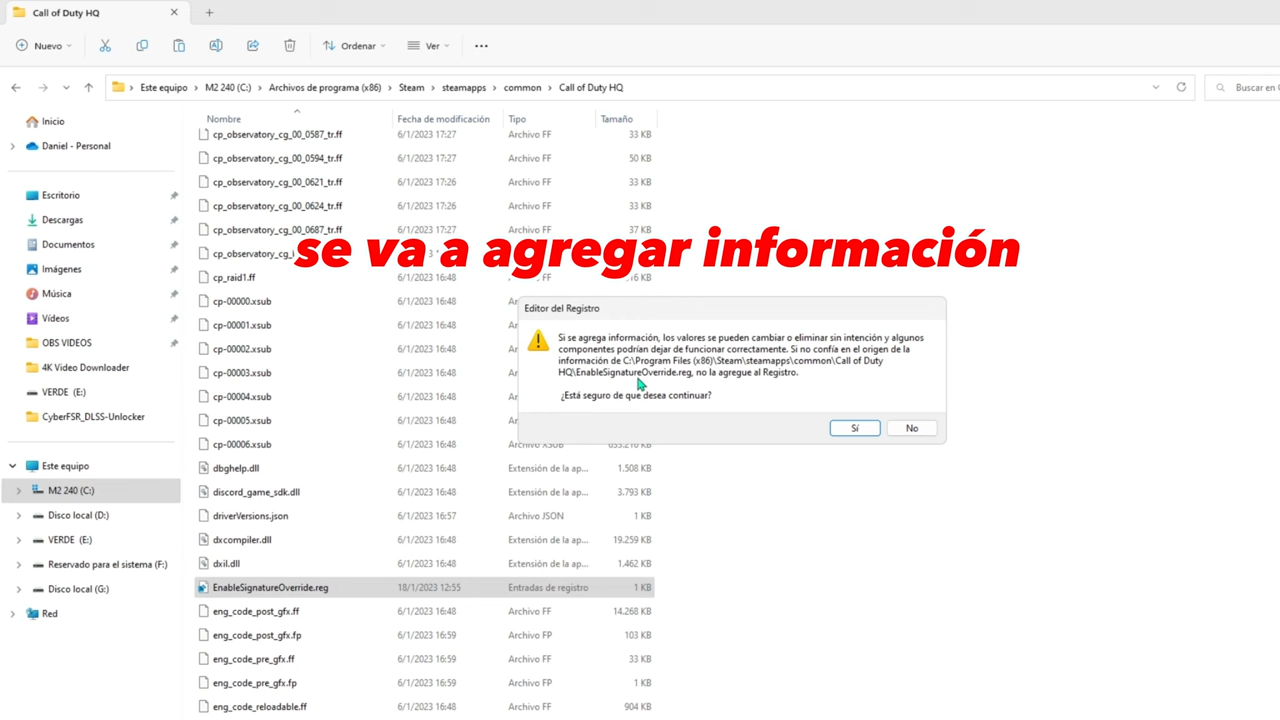 Call of Duty HQ
Nuevo
Ordenar
Ver
Este equipo > M2 240 (C:) > Archivos de programa (x86) > Steam > steamapps > common > Call of Duty HQ
Buscar en C
Nombre Fecha de modificación Tipo Tamaño
Inicio
Daniel - Personal
Escritorio
Descargas
Documentos
Imágenes
Música
Vídeos
OBS VIDEOS
4K Video Downloader
VERDE (E:)
CyberFSR_DLSS-Unlocker
Este equipo
M2 240 (C:)
Disco local (D:)
VERDE (E:)
Reservado para el sistema (F:)
Disco local (G:)
Red
cp_observatory_cg_00_0587_tr.ff 6/1/2023 17:27 Archivo FF 33 KB
cp_observatory_cg_00_0594_tr.ff 6/1/2023 17:27 Archivo FF 50 KB
cp_observatory_cg_00_0621_tr.ff 6/1/2023 17:26 Archivo FF 33 KB
cp_observatory_cg_00_0624_tr.ff 6/1/2023 17:26 Archivo FF 33 KB
cp_observatory_cg_00_0687_tr.ff 6/1/2023 17:27 Archivo FF 37 KB
se va a agregar información
cp_raid1.ff 6/1/2023 16:48 Archivo FF
cp-00000.xsub 6/1/2023 16:48
cp-00001.xsub 6/1/2023 16:48
cp-00002.xsub 6/1/2023 16:48
cp-00003.xsub 6/1/2023 16:48
cp-00004.xsub 6/1/2023 16:48
cp-00005.xsub 6/1/2023 16:48
cp-00006.xsub 6/1/2023 16:48
dbghelp.dll 6/1/2023 16:48 Extensión de la ap... 1.508 KB
discord_game_sdk.dll 6/1/2023 16:48 Extensión de la ap... 3.793 KB
driverVersions.json 6/1/2023 16:57 Archivo JSON 1 KB
dxcompiler.dll 6/1/2023 16:48 Extensión de la ap... 19.259 KB
dxil.dll 6/1/2023 16:48 Extensión de la ap... 1.462 KB
EnableSignatureOverride.reg 18/1/2023 12:55 Entradas de registro 1 KB
eng_code_post_gfx.ff 6/1/2023 16:48 Archivo FF 14.268 KB
eng_code_post_gfx.fp 6/1/2023 16:59 Archivo FP 103 KB
eng_code_pre_gfx.ff 6/1/2023 16:59 Archivo FF 33 KB
eng_code_pre_gfx.fp 6/1/2023 16:59 Archivo FP 1 KB
eng_code_reloadable.ff 6/1/2023 16:48 Archivo FF 904 KB
Editor del Registro
Si se agrega información, los valores se pueden cambiar o eliminar sin intención y algunos
componentes podrían dejar de funcionar correctamente. Si no confía en el origen de la
información de C:\Program Files (x86)\Steam\steamapps\common\Call of Duty
HQ\EnableSignatureOverride.reg, no la agregue al Registro.
¿Está seguro de que desea continuar?
Sí
No